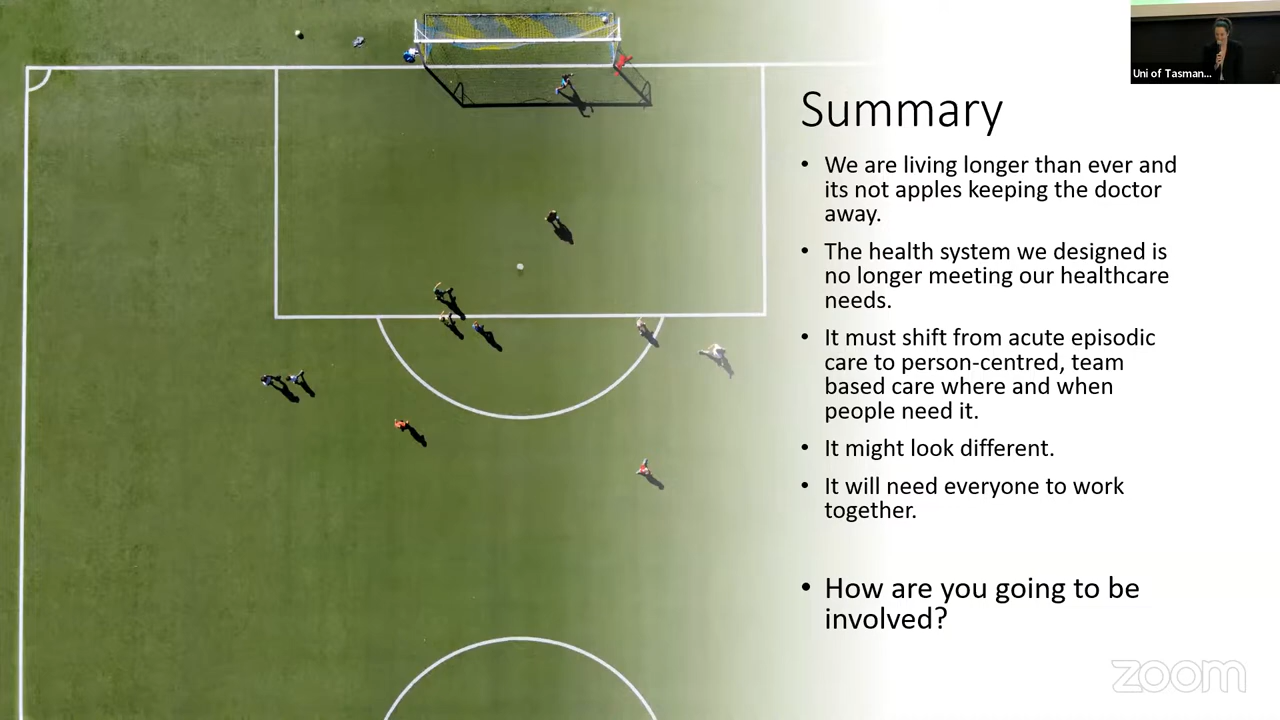 Uni of Tasman...
Summary
• We are living longer than ever and
its not apples keeping the doctor
away.
• The health system we designed is
no longer meeting our healthcare
needs.
• It must shift from acute episodic
care to person-centred, team
based care where and when
people need it.
• It might look different.
• It will need everyone to work
together.
• How are you going to be
involved?
zoom